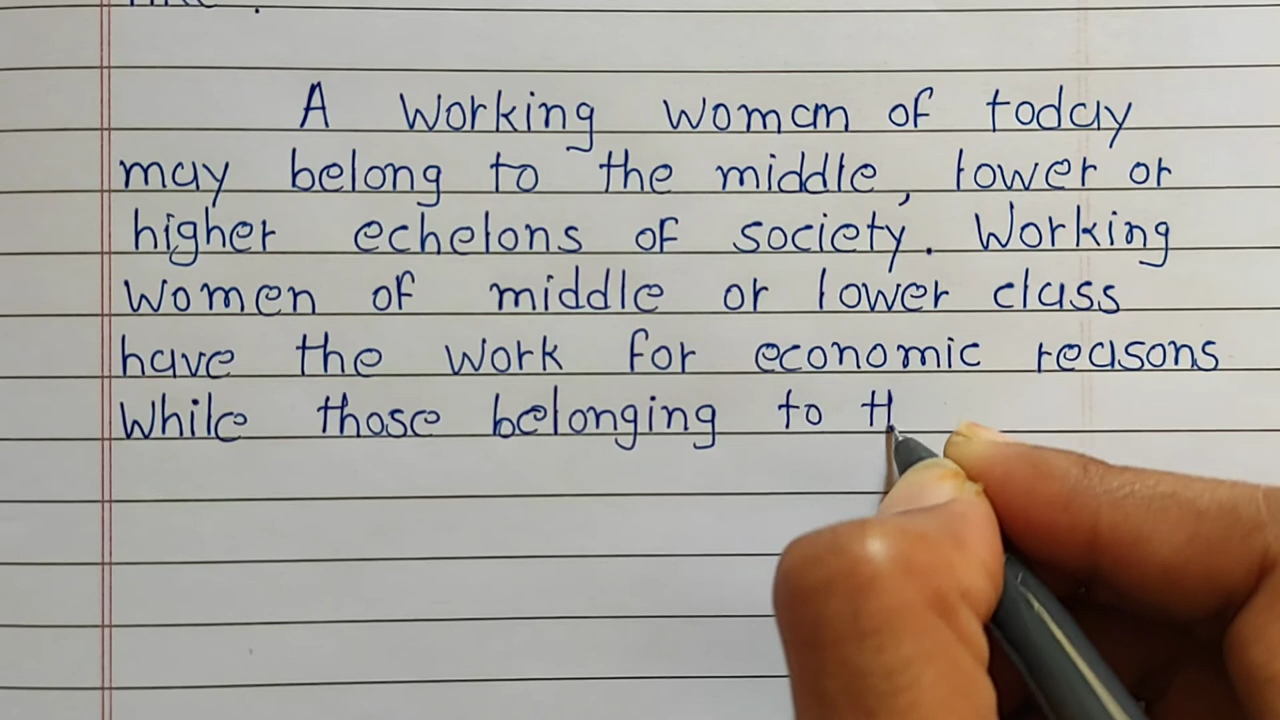 A working woman of today
may belong to the middle, lower or
higher echelons of society. Working
women of middle or lower class
have the work for economic reasons
while those belonging to th